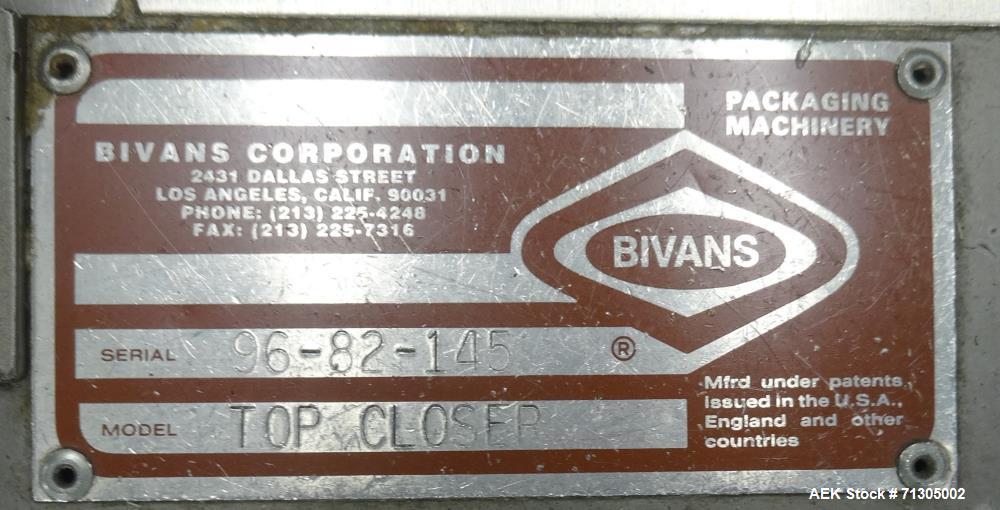 PACKAGING
MACHINERY
BIVANS CORPORATION
2431 DALLAS STREET
LOS ANGELES, CALIF. 90031
PHONE: (213) 225-4248
FAX: (213) 225-7316
BIVANS
SERIAL 96-82-145 ®
MODEL TOP CLOSER
Mfrd under patents
issued in the U.S.A.,
England and other
countries
AEK Stock # 71305002